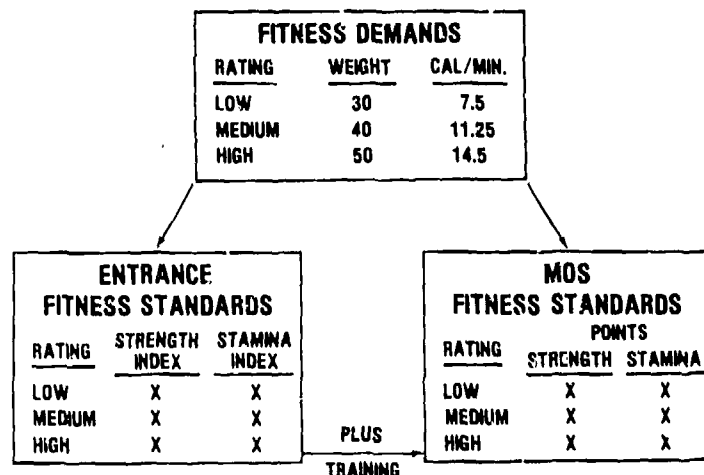 FITNESS DEMANDS
RATING WEIGHT CAL/MIN.
LOW 30 7.5
MEDIUM 40 11.25
HIGH 50 14.5
ENTRANCE
FITNESS STANDARDS
RATING STRENGTH INDEX STAMINA INDEX
LOW X X
MEDIUM X X
HIGH X X
PLUS
TRAINING
MOS
FITNESS STANDARDS
POINTS
RATING STRENGTH STAMINA
LOW X X
MEDIUM X X
HIGH X X